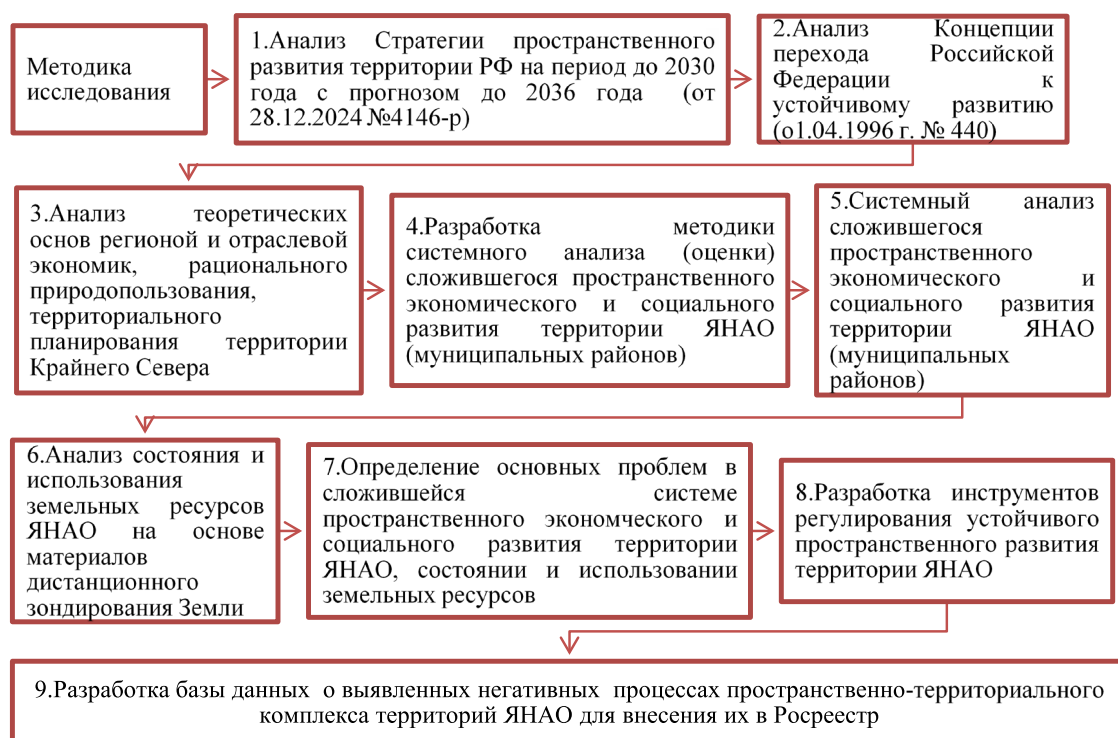 Методика
исследования
1.Анализ Стратегии пространственного
развития территории РФ на период до 2030
года с прогнозом до 2036 года (от
28.12.2024 №4146-р)
2.Анализ Концепции
перехода Российской
Федерации к
устойчивому развитию
(о1.04.1996 г. № 440)
3.Анализ теоретических
основ регионой и отраслевой
экономик, рационального
природопользования,
территориального
планирования территории
Крайнего Севера
4.Разработка методики
системного анализа (оценки)
сложившегося пространственного
экономического и социального
развития территории ЯНАО
(муниципальных районов)
5.Системный анализ
сложившегося
пространственного
экономического и
социального развития
территории ЯНАО
(муниципальных
районов)
6.Анализ состояния и
использования
земельных ресурсов
ЯНАО на основе
материалов
дистанционного
зондирования Земли
7.Определение основных проблем в
сложившейся системе
пространственного экономческого и
социального развития территории
ЯНАО, состоянии и использовании
земельных ресурсов
8.Разработка инструментов
регулирования устойчивого
пространственного развития
территории ЯНАО
9.Разработка базы данных о выявленных негативных процессах пространственно-территориального
комплекса территорий ЯНАО для внесения их в Росреестр